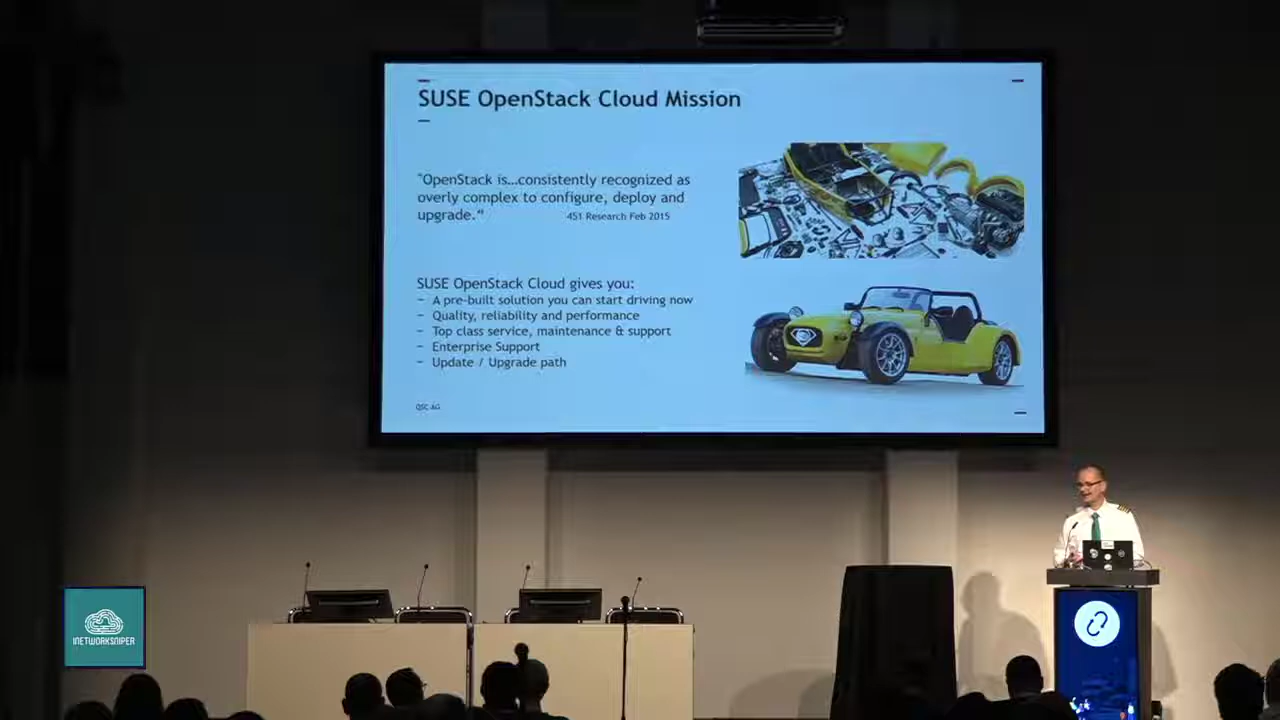 SUSE OpenStack Cloud Mission
"OpenStack is…consistently recognized as
overly complex to configure, deploy and
upgrade."
451 Research Feb 2015
SUSE OpenStack Cloud gives you:
– A pre-built solution you can start driving now
– Quality, reliability and performance
– Top class service, maintenance & support
– Enterprise Support
– Update / Upgrade path
QSC AG
INETWORKSNIPER